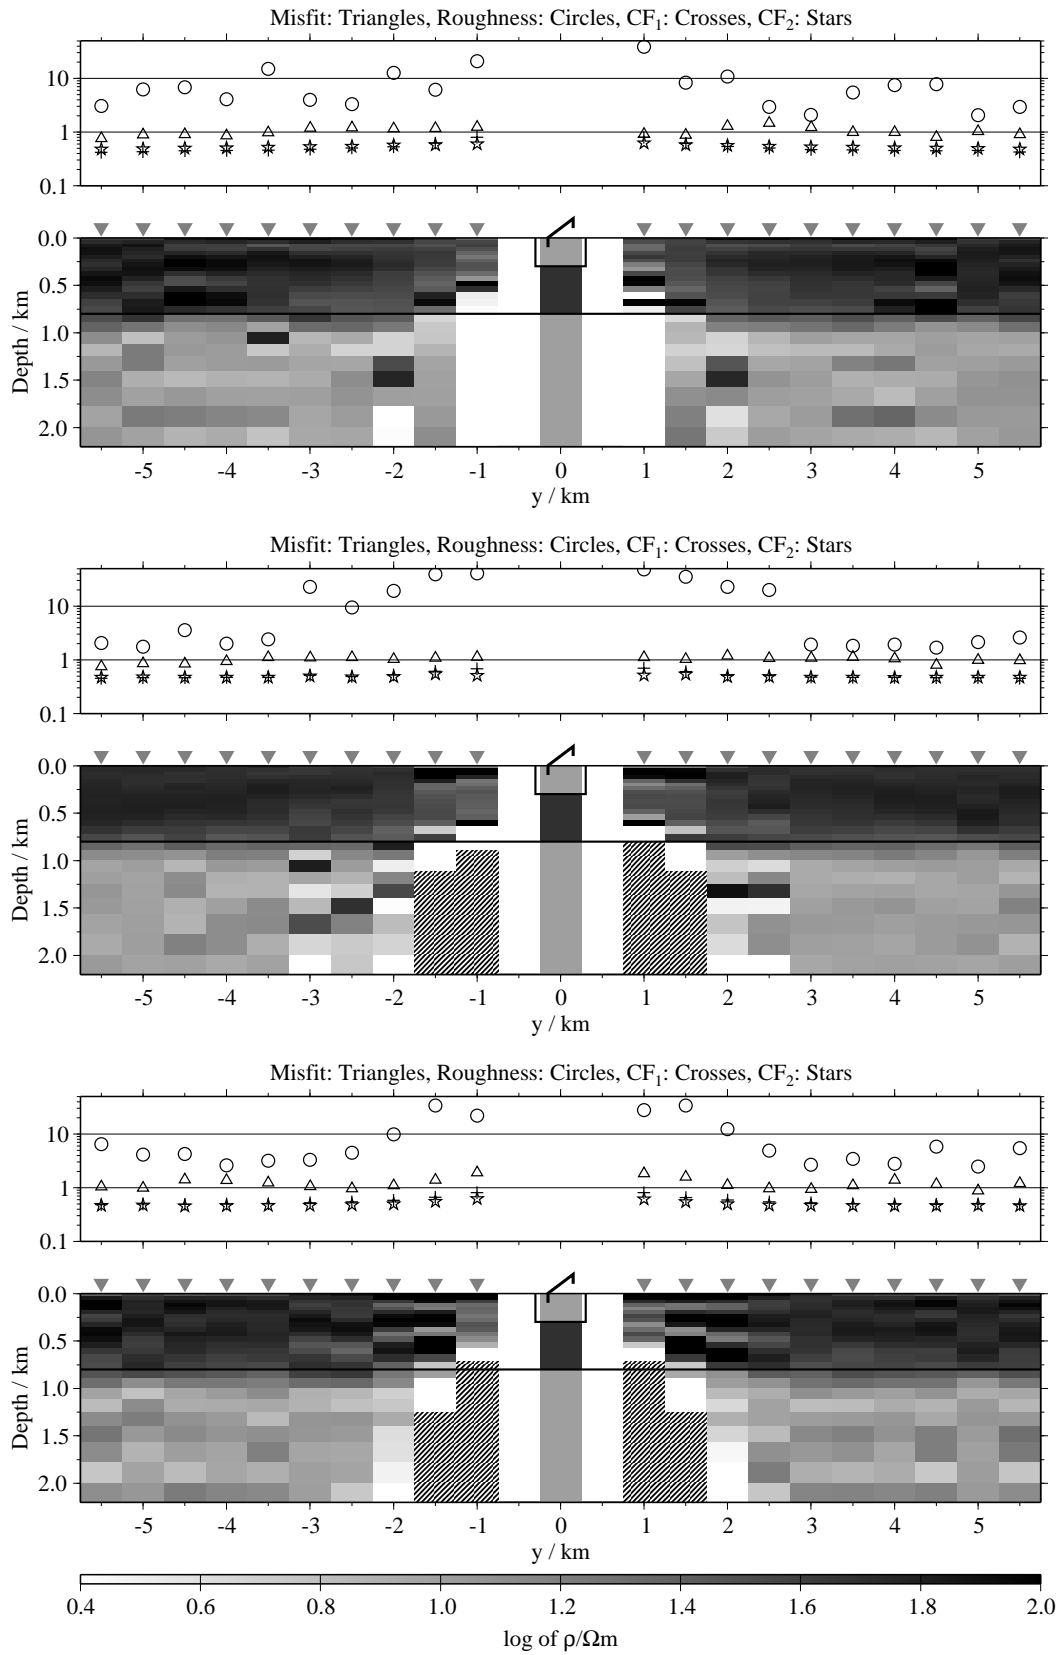 Misfit: Triangles, Roughness: Circles, CF1: Crosses, CF2: Stars
10
1
0.1
0.0
0.5
1.0
1.5
2.0
Depth / km
-5 -4 -3 -2 -1 0 1 2 3 4 5
y / km
Misfit: Triangles, Roughness: Circles, CF1: Crosses, CF2: Stars
10
1
0.1
0.0
0.5
1.0
1.5
2.0
Depth / km
-5 -4 -3 -2 -1 0 1 2 3 4 5
y / km
Misfit: Triangles, Roughness: Circles, CF1: Crosses, CF2: Stars
10
1
0.1
0.0
0.5
1.0
1.5
2.0
Depth / km
-5 -4 -3 -2 -1 0 1 2 3 4 5
y / km
0.4 0.6 0.8 1.0 1.2 1.4 1.6 1.8 2.0
log of ρ/Ωm